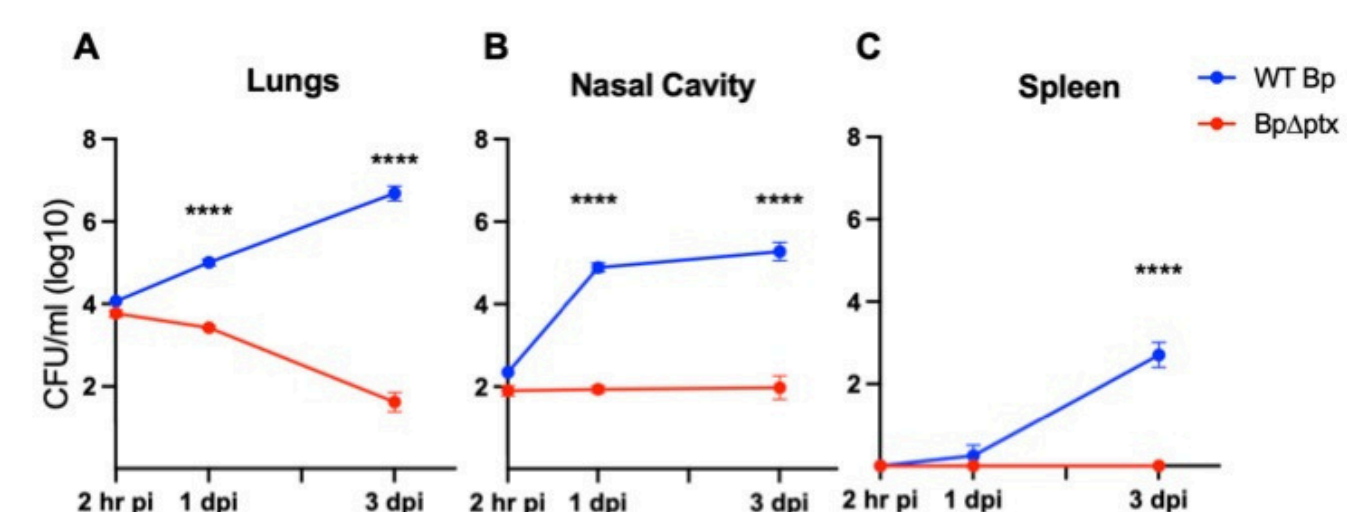 A
Lungs
CFU/ml (log10)
8
6
4
2
****
****
2 hr pi 1 dpi 3 dpi
B
Nasal Cavity
8
6
4
2
****
****
2 hr pi 1 dpi 3 dpi
C
Spleen
8
6
4
2
****
2 hr pi 1 dpi 3 dpi
WT Bp
BpΔptx